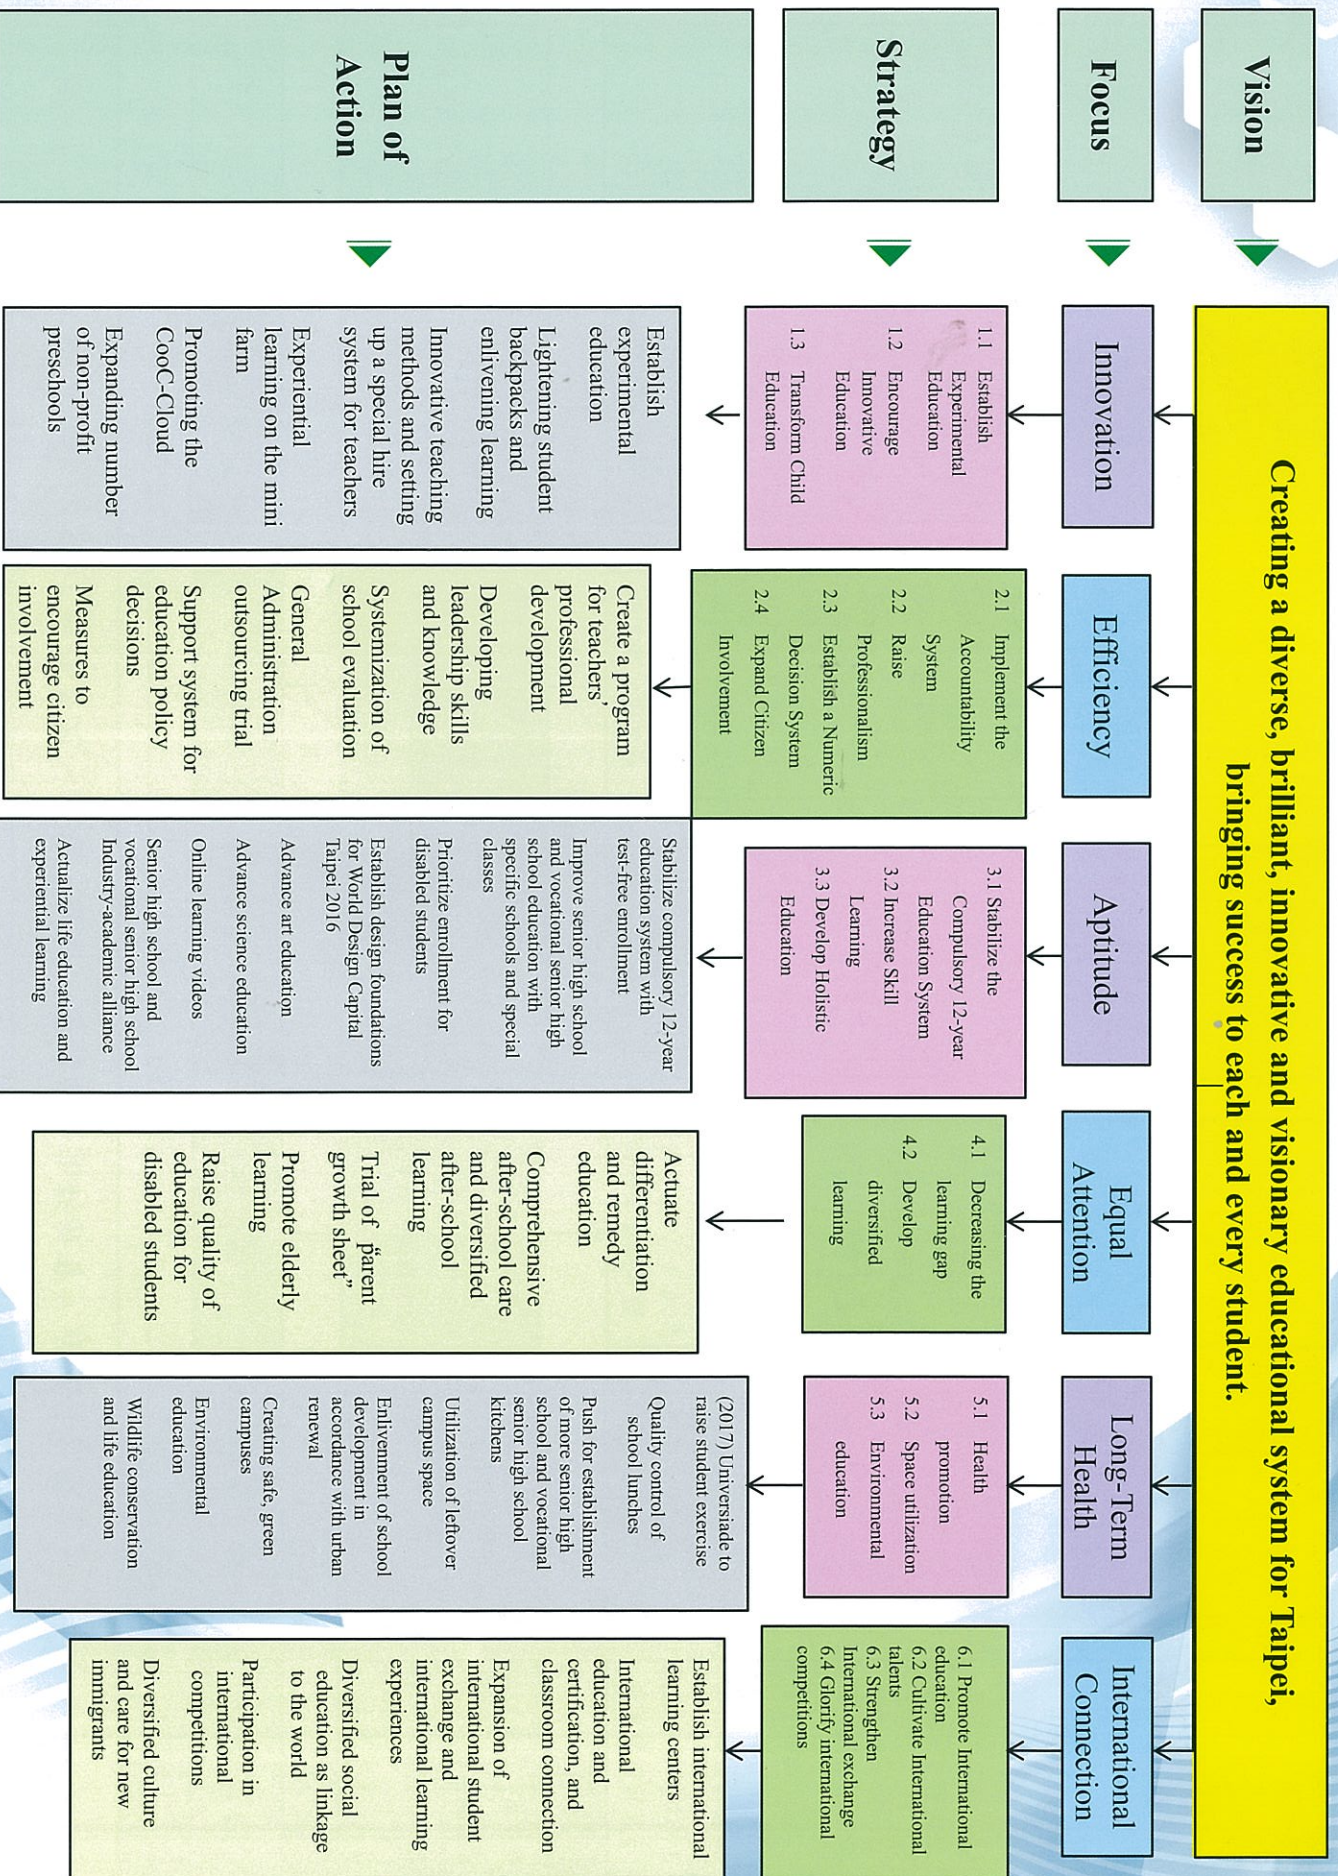 Vision
Creating a diverse, brilliant, innovative and visionary educational system for Taipei,
bringing success to each and every student.
Focus
Innovation
Efficiency
Aptitude
Equal
Attention
Long-Term
Health
International
Connection
Strategy
1.1 Establish
Experimental
Education
1.2 Encourage
Innovative
Education
1.3 Transform Child
Education
2.1 Implement the
Accountability
System
2.2 Raise
Professionalism
2.3 Establish a Numeric
Decision System
2.4 Expand Citizen
Involvement
3.1 Stabilize the
Compulsory 12-year
Education System
3.2 Increase Skill
Learning
3.3 Develop Holistic
Education
4.1 Decreasing the
learning gap
4.2 Develop
diversified
learning
5.1 Health
promotion
5.2 Space utilization
5.3 Environmental
education
6.1 Promote International
education
6.2 Cultivate International
talents
6.3 Strengthen
International exchange
6.4 Glorify international
competitions
Plan of
Action
Establish
experimental
education
Lightening student
backpacks and
enlivening learning
Innovative teaching
methods and setting
up a special hire
system for teachers
Experiential
learning on the mini
farm
Promoting the
CooC-Cloud
Expanding number
of non-profit
preschools
Create a program
for teachers'
professional
development
Developing
leadership skills
and knowledge
Systemization of
school evaluation
General
Administration
outsourcing trial
Support system for
education policy
decisions
Measures to
encourage citizen
involvement
Stabilize compulsory 12-year
education system with
test-free enrollment
Improve senior high school
and vocational senior high
school education with
specific schools and special
classes
Prioritize enrollment for
disabled students
Establish design foundations
for World Design Capital
Taipei 2016
Advance art education
Advance science education
Online learning videos
Senior high school and
vocational senior high school
Industry-academic alliance
Actualize life education and
experiential learning
Actuate
differentiation
and remedy
education
Comprehensive
after-school care
and diversified
after-school
learning
Trial of "parent
growth sheet"
Promote elderly
learning
Raise quality of
education for
disabled students
(2017) Universiade to
raise student exercise
Quality control of
school lunches
Push for establishment
of more senior high
school and vocational
senior high school
kitchens
Utilization of leftover
campus space
Enlivenment of school
development in
accordance with urban
renewal
Creating safe, green
campuses
Environmental
education
Wildlife conservation
and life education
Establish international
learning centers
International
education and
certification, and
classroom connection
Expansion of
international student
exchange and
international learning
experiences
Diversified social
education as linkage
to the world
Participation in
international
competitions
Diversified culture
and care for new
immigrants